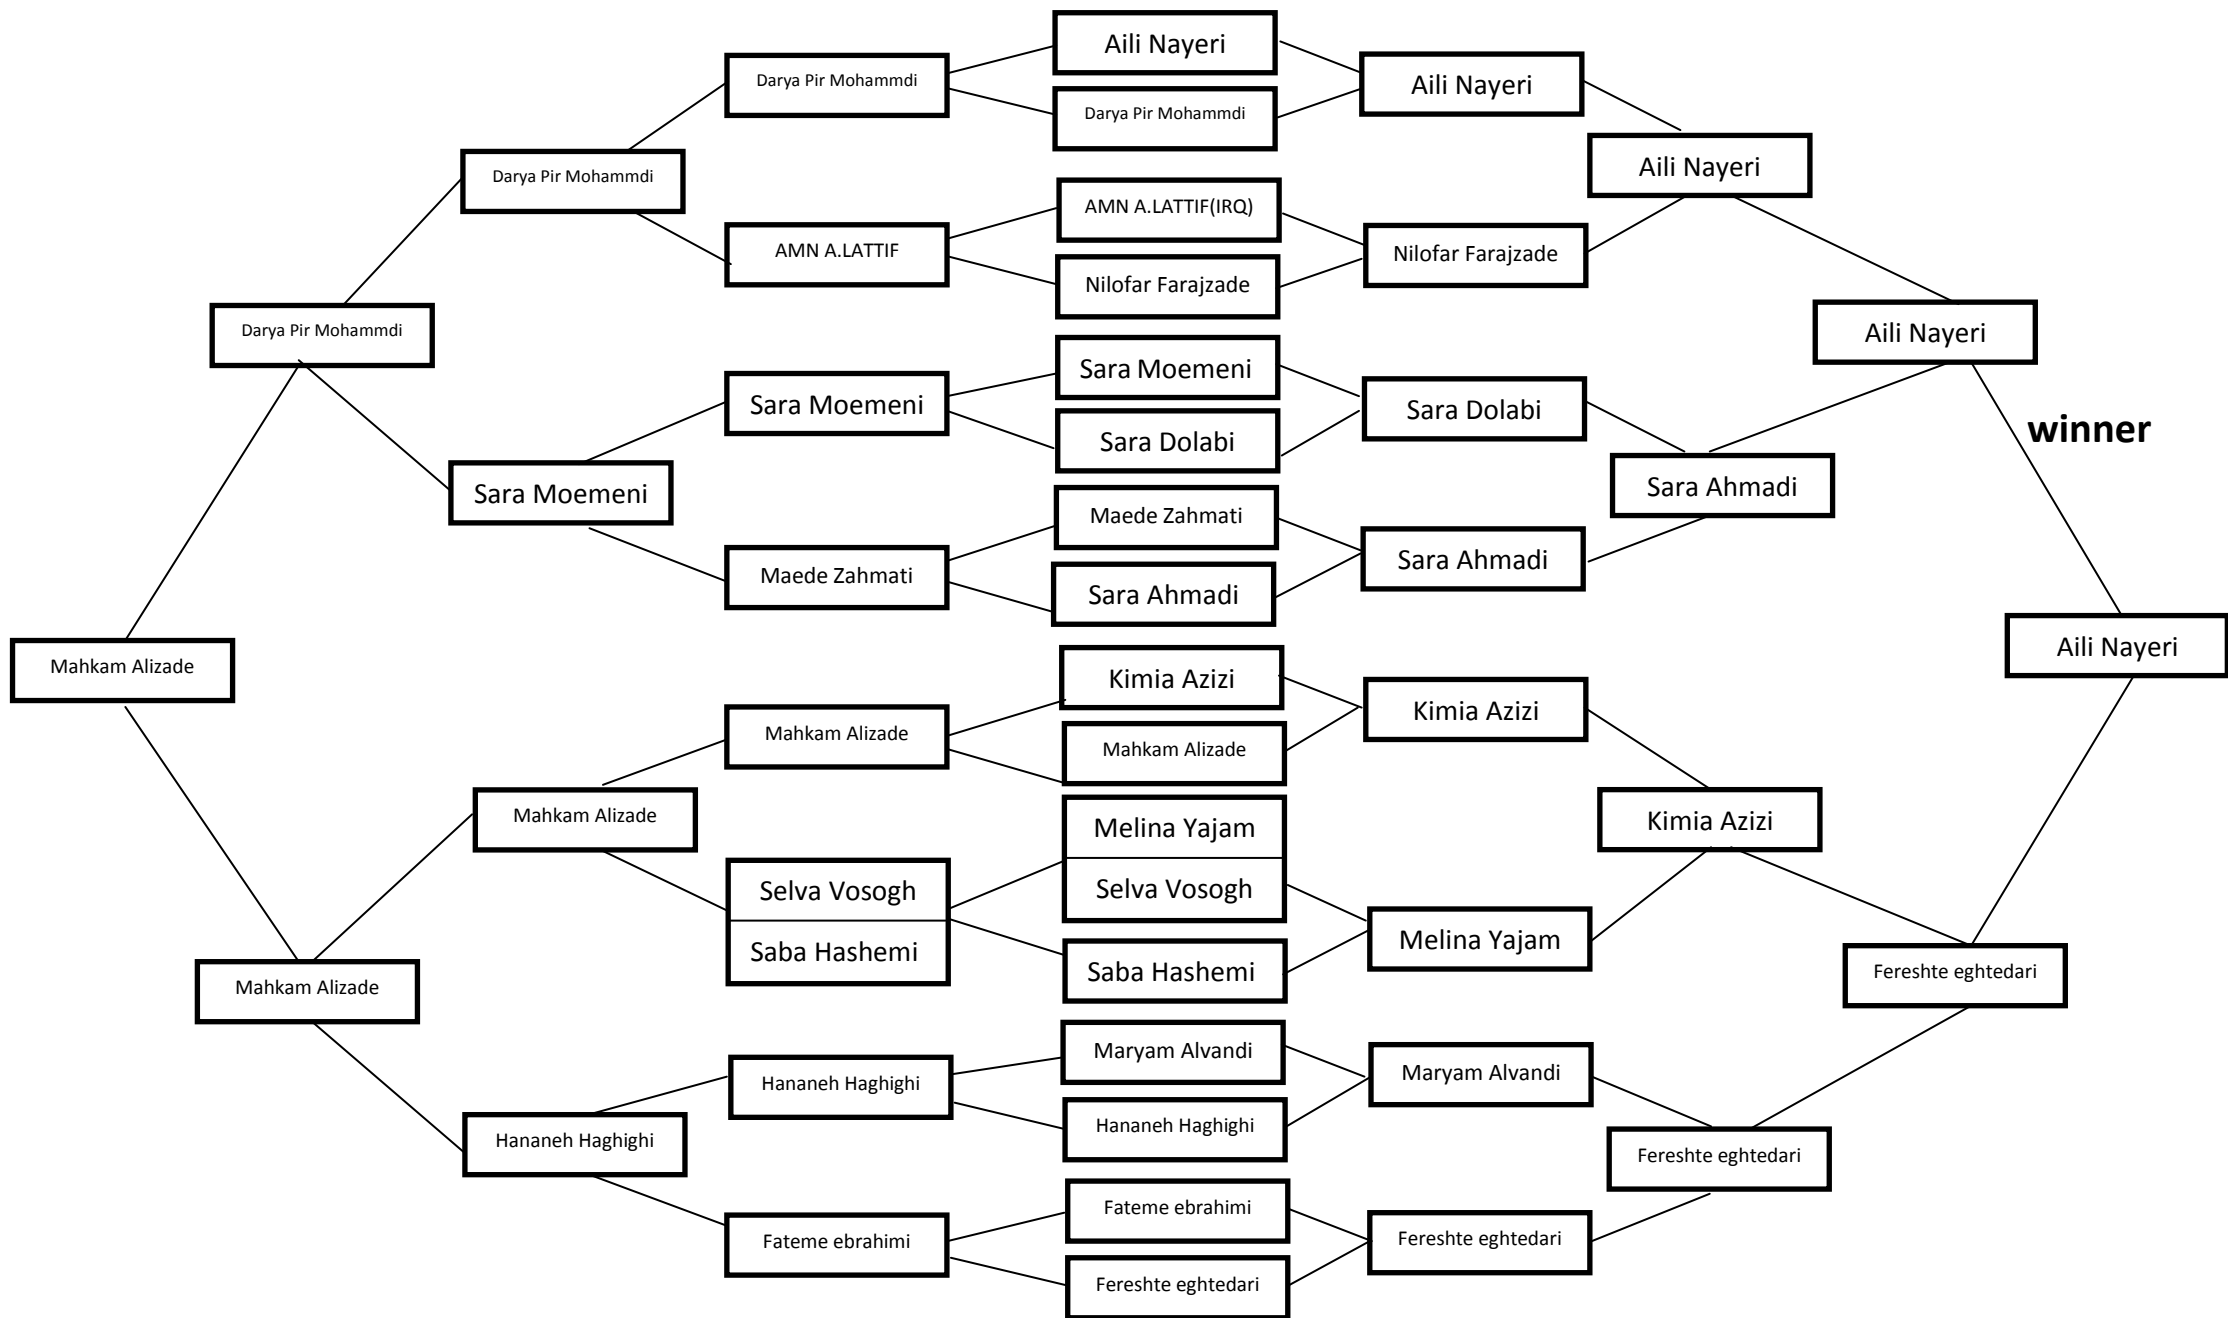 Aili Nayeri
Darya Pir Mohammdi
Aili Nayeri
Darya Pir Mohammdi
Aili Nayeri
Darya Pir Mohammdi
AMN A.LATTIF(IRQ)
AMN A.LATTIF
Nilofar Farajzade
Nilofar Farajzade
Darya Pir Mohammdi
Aili Nayeri
Sara Moemeni
Sara Moemeni
Sara Dolabi
Sara Dolabi
winner
Sara Moemeni
Sara Ahmadi
Maede Zahmati
Maede Zahmati
Sara Ahmadi
Sara Ahmadi
Mahkam Alizade
Aili Nayeri
Kimia Azizi
Mahkam Alizade
Kimia Azizi
Mahkam Alizade
Mahkam Alizade
Melina Yajam
Kimia Azizi
Selva Vosogh
Selva Vosogh
Saba Hashemi
Melina Yajam
Saba Hashemi
Mahkam Alizade
Fereshte eghtedari
Maryam Alvandi
Hananeh Haghighi
Maryam Alvandi
Hananeh Haghighi
Hananeh Haghighi
Fereshte eghtedari
Fateme ebrahimi
Fateme ebrahimi
Fereshte eghtedari
Fereshte eghtedari